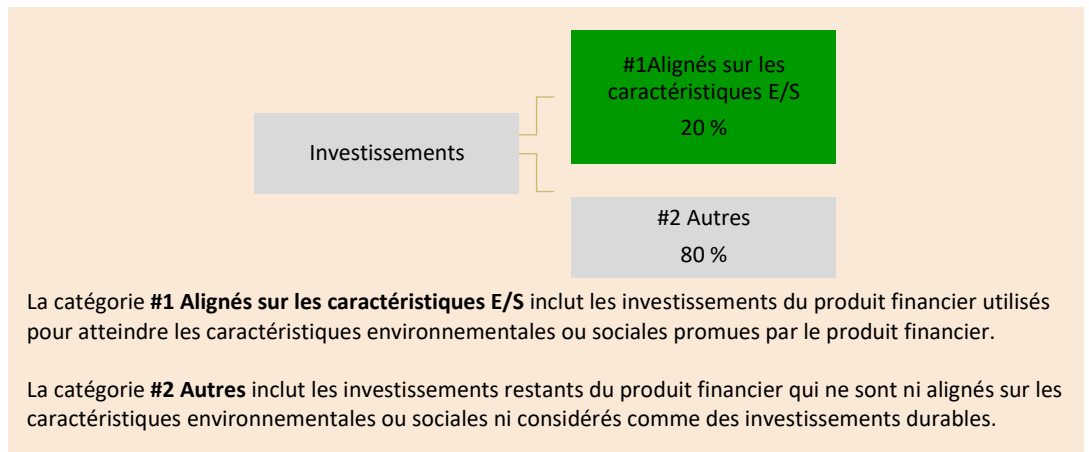 #1Alignés sur les
caractéristiques E/S
20 %
Investissements
#2 Autres
80 %
La catégorie #1 Alignés sur les caractéristiques E/S inclut les investissements du produit financier utilisés
pour atteindre les caractéristiques environnementales ou sociales promues par le produit financier.
La catégorie #2 Autres inclut les investissements restants du produit financier qui ne sont ni alignés sur les
caractéristiques environnementales ou sociales ni considérés comme des investissements durables.